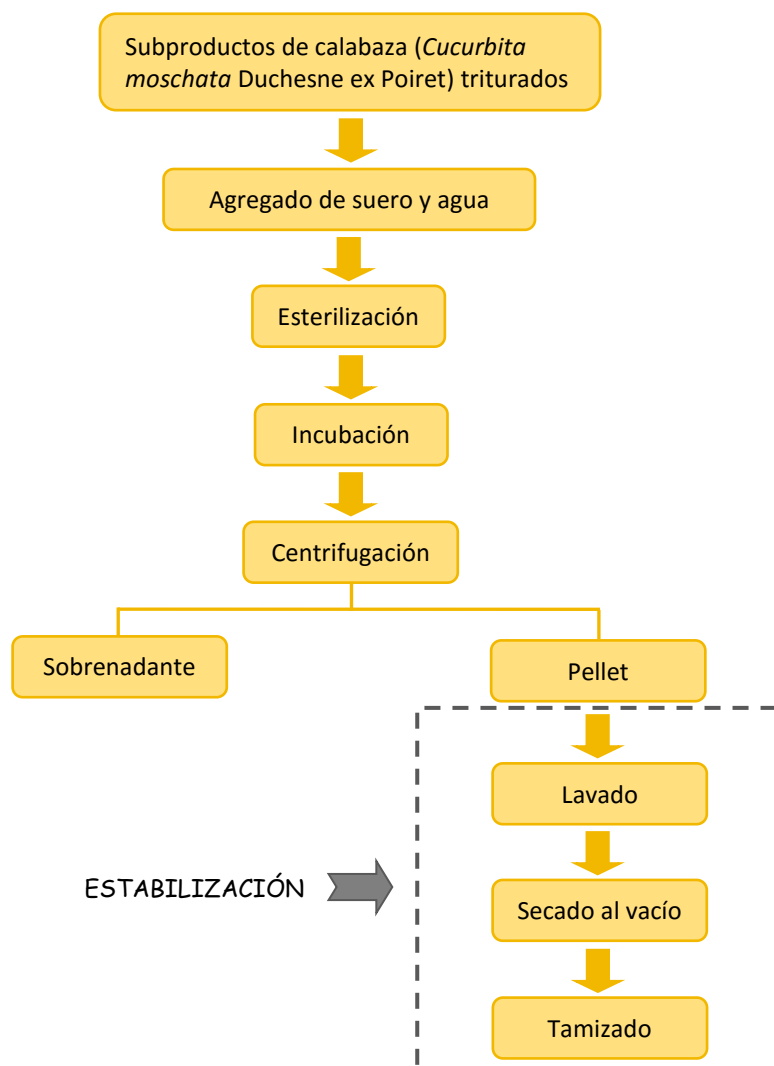 Subproductos de calabaza (Cucurbita
moschata Duchesne ex Poiret) triturados
Agregado de suero y agua
Esterilización
Incubación
Centrifugación
Sobrenadante
Pellet
Lavado
ESTABILIZACIÓN
Secado al vacío
Tamizado